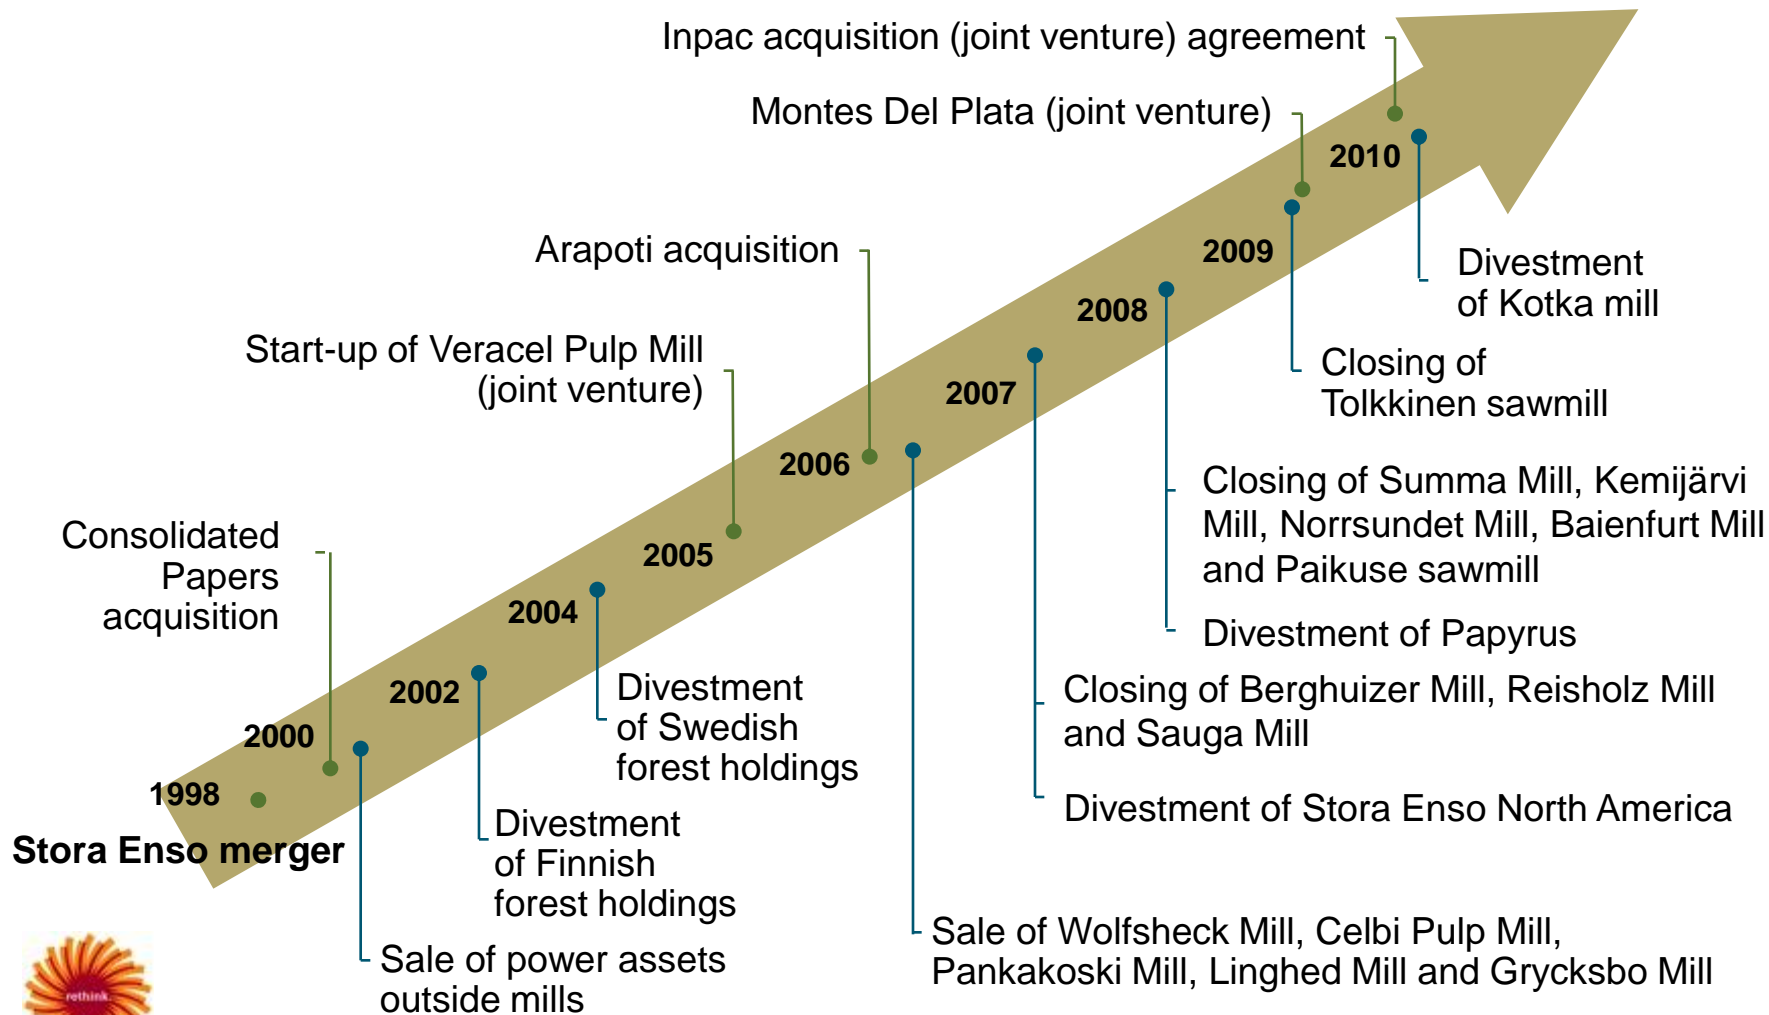 Inpac acquisition (joint venture) agreement
Montes Del Plata (joint venture)
2010
Arapoti acquisition
2009
Divestment
of Kotka mill
2008
Start-up of Veracel Pulp Mill
(joint venture)
Closing of
Tolkkinen sawmill
2007
2006
Closing of Summa Mill, Kemijärvi
Mill, Norrsundet Mill, Baienfurt Mill
and Paikuse sawmill
Consolidated
Papers
acquisition
2005
2004
Divestment of Papyrus
2002
Divestment
of Swedish
forest holdings
Closing of Berghuizer Mill, Reisholz Mill
and Sauga Mill
2000
1998
Divestment of Stora Enso North America
Stora Enso merger
Divestment
of Finnish
forest holdings
Sale of Wolfsheck Mill, Celbi Pulp Mill,
Pankakoski Mill, Linghed Mill and Grycksbo Mill
Sale of power assets
outside mills
rethink